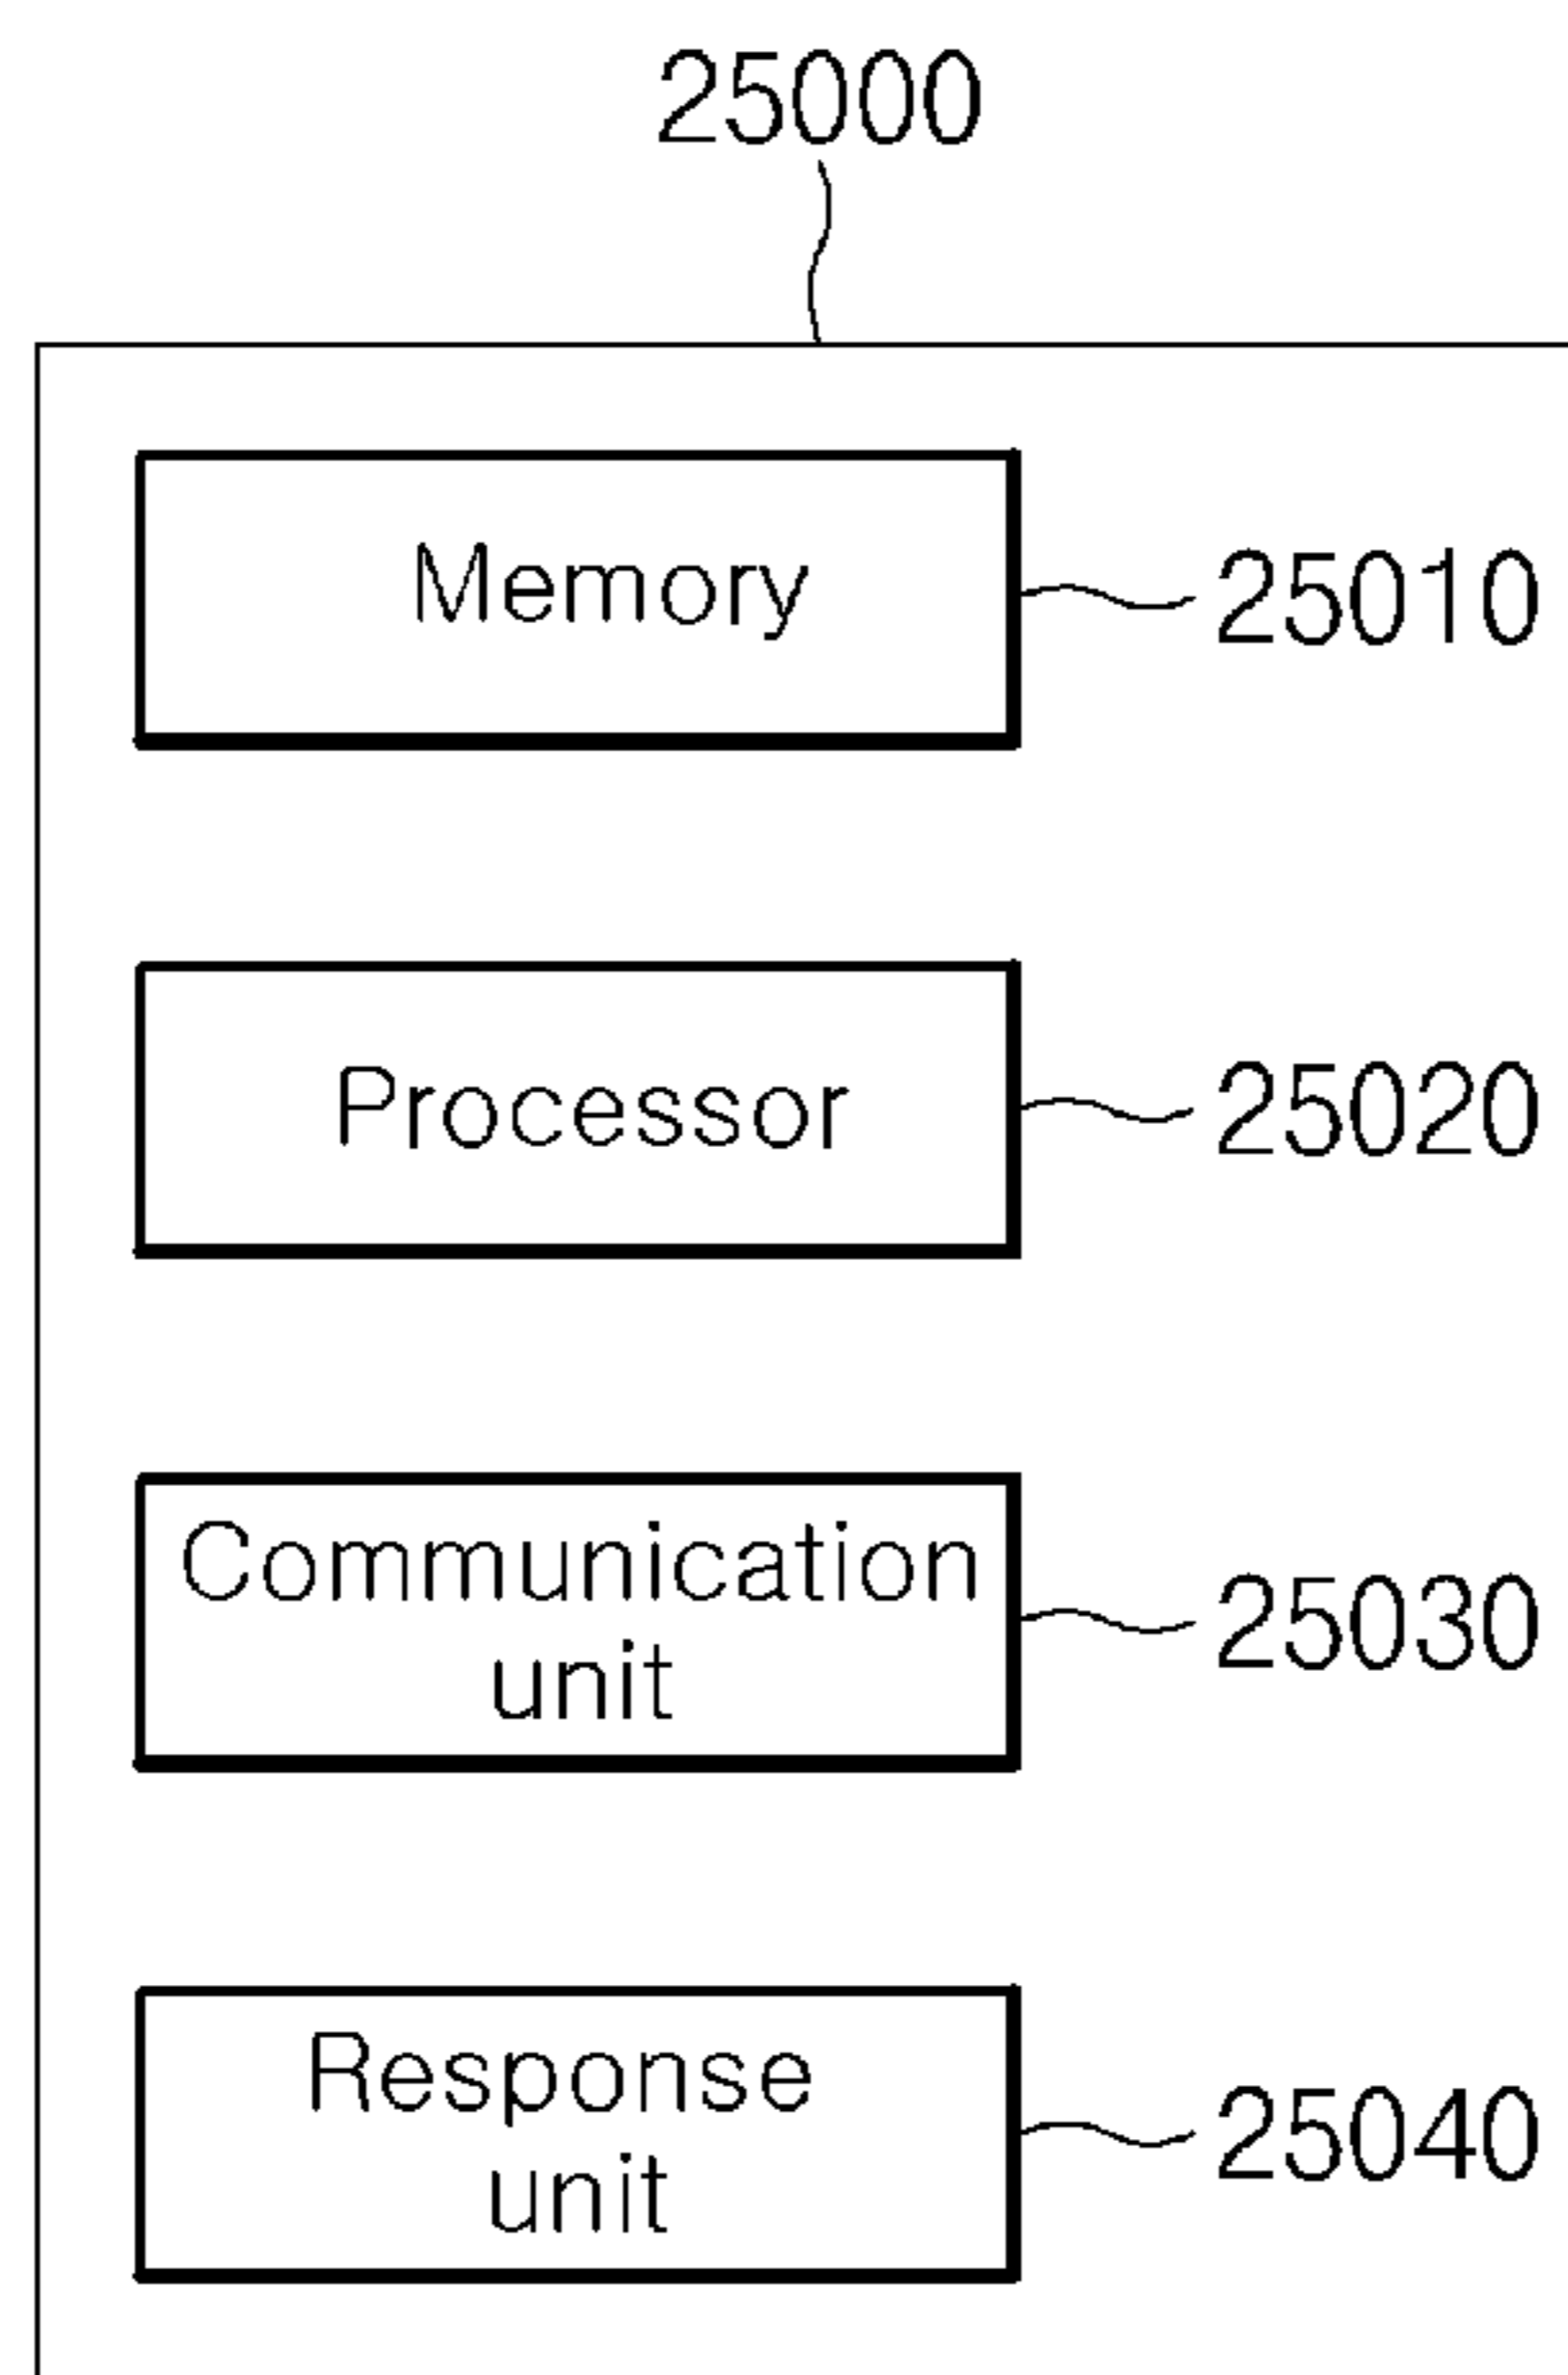 25000
Memory
25010
Processor
25020
Communication
unit
25030
Response
unit
25040